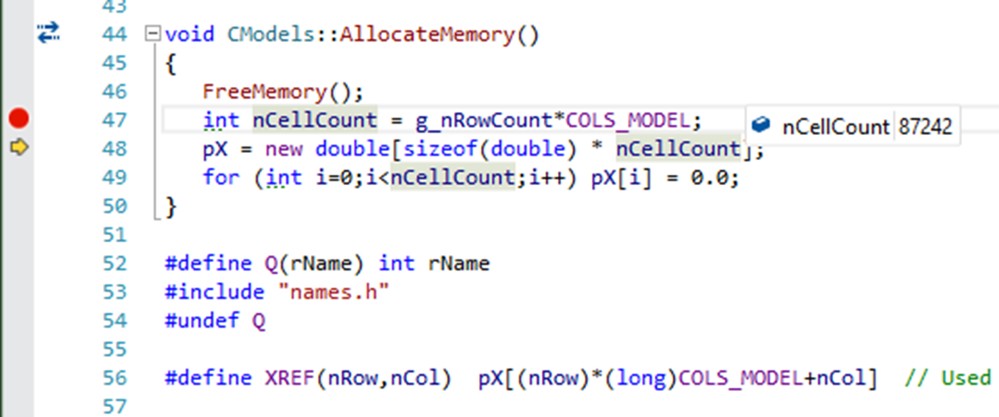 43
44 void CModels::AllocateMemory()
45 {
46 FreeMemory();
47 int nCellCount = g_nRowCount*COLS_MODEL; nCellCount 87242
48 pX = new double[sizeof(double) * nCellCount];
49 for (int i=0;i<nCellCount;i++) pX[i] = 0.0;
50 }
51
52 #define Q(rName) int rName
53 #include "names.h"
54 #undef Q
55
56 #define XREF(nRow,nCol) pX[(nRow)*(long)COLS_MODEL+nCol] // Used
57